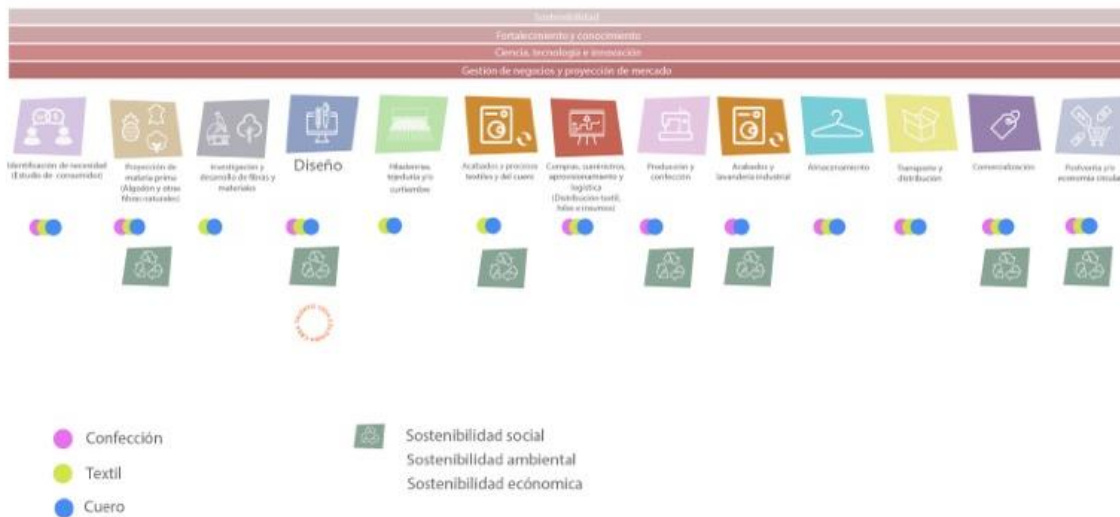 Sostenibilidad
Fortalecimiento y conocimiento
Ciencia, tecnología e innovación
Gestión de negocios y proyección de mercado
Identificación de necesidad
(Estudio de consumidor)
Proyección de
materia prima
(Algodón y otras
fibras naturales)
Investigación y
desarrollo de fibras y
materiales
Diseño
Hilanderías,
tejeduría y/o
curtiembre
Acabados y procesos
textiles y del cuero
Compras, suministros,
aprovisionamiento y
logística
(Distribución textil,
hilos e insumos)
Producción y
confección
Acabados y
lavandería industrial
Almacenamiento
Transporte y
distribución
Comercialización
Posventa y/o
economía circular
Confección
Textil
Cuero
Sostenibilidad social
Sostenibilidad ambiental
Sostenibilidad ecónomica